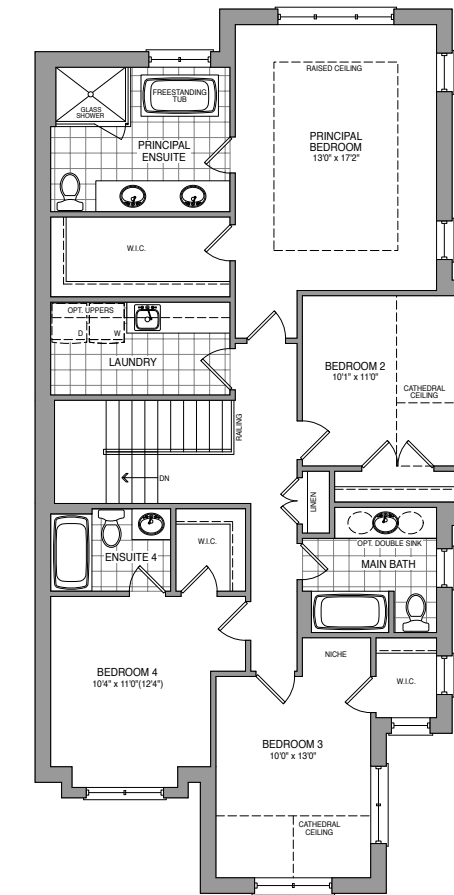 RAISED CEILING
FREESTANDING
TUB
GLASS
SHOWER
PRINCIPAL
ENSUITE
PRINCIPAL
BEDROOM
13'0" x 17'2"
W.I.C.
OPT. UPPERS
D
W
LAUNDRY
BEDROOM 2
10'1" x 11'0"
CATHEDRAL
CEILING
RAILING
DN
LINEN
ENSUITE 4
W.I.C.
OPT. DOUBLE SINK
MAIN BATH
NICHE
W.I.C.
BEDROOM 4
10'4" x 11'0"(12'4")
BEDROOM 3
10'0" x 13'0"
CATHEDRAL
CEILING